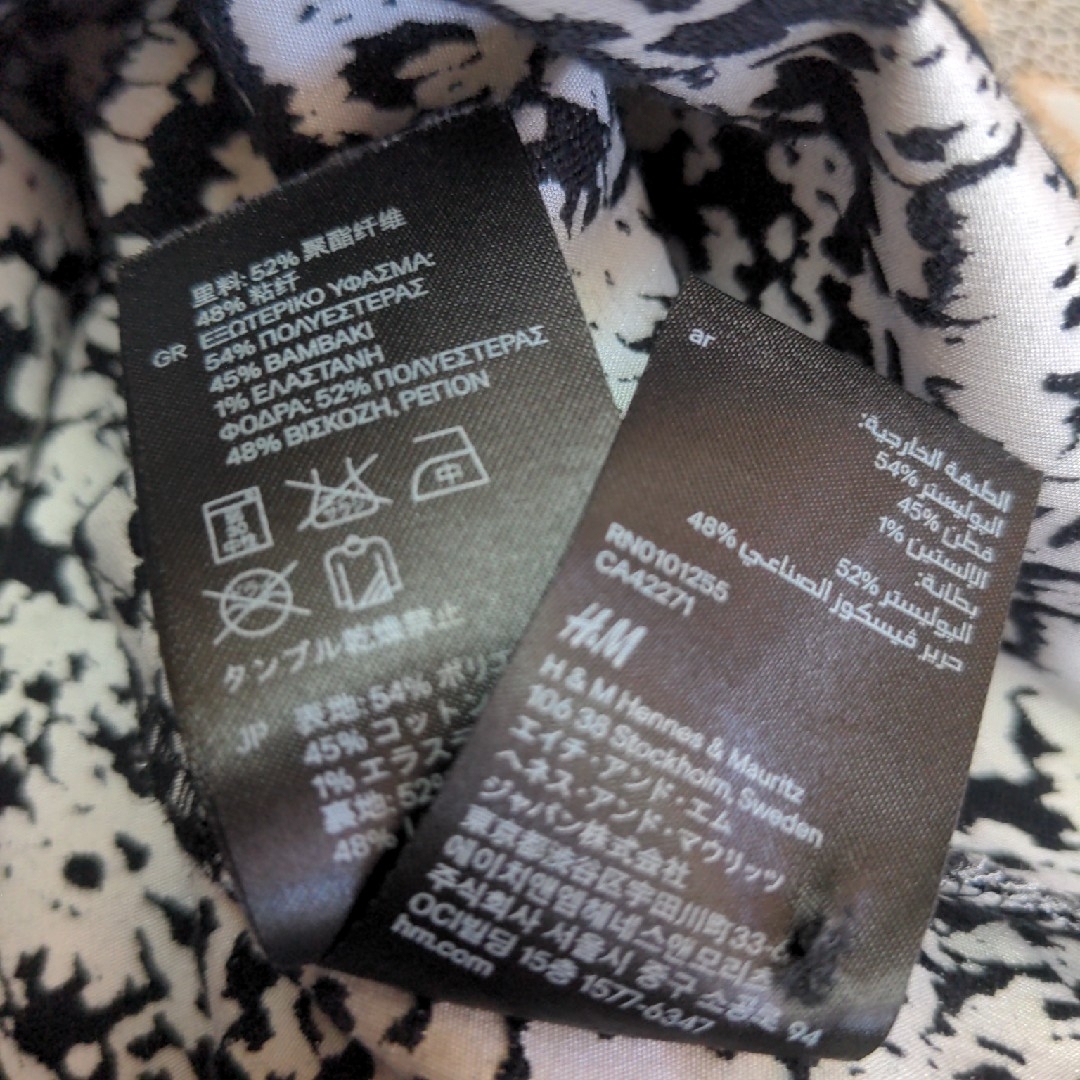 里料: 52% 聚酯纤维
48% 粘纤
GR
ΕΞΩΤΕΡΙΚΟ ΥΦΑΣΜΑ:
54% ΠΟΛΥΕΣΤΕΡΑΣ
45% ΒΑΜΒΑΚΙ
1% ΕΛΑΣΤΑΝΗ
ΦΟΔΡΑ: 52% ΠΟΛΥΕΣΤΕΡΑΣ
48% ΒΙΣΚΟΖΗ, ΡΕΓΙΟΝ
中
タンブル乾燥禁止
JP
表地: 54% ポリ
45% コット
1% エラス
裏地: 52%
48%
ar
الطبقة الخارجية:
البوليستر %54
قطن %45
الإلستين %1
بطانة:
البوليستر %52
حرير فيسكوز الصناعي %48
RN0101255
CA42271
H&M
H & M Hennes & Mauritz
106 38 Stockholm, Sweden
エイチ・アンド・エム
ヘネス・アンド・マウリッツ
ジャパン株式会社
東京都渋谷区宇田川町33-6
에이치앤엠헤네스앤모리츠
주식회사 서울시 중구 소공로 94
OCI빌딩 15층 1577-6347
hm.com